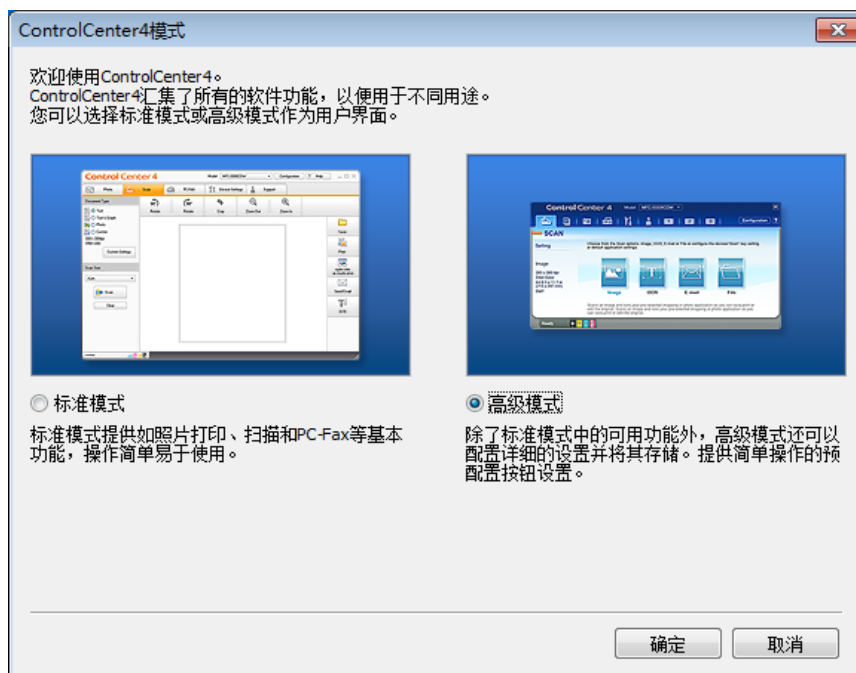 ControlCenter4模式
欢迎使用ControlCenter4。
ControlCenter4汇集了所有的软件功能，以便用于不同用途。
您可以选择标准模式或高级模式作为用户界面。
Control Center 4
Control Center 4
SCAN
Image
OCR
E-mail
File
标准模式
高级模式
标准模式提供如照片打印、扫描和PC-Fax等基本
功能，操作简单易于使用。
除了标准模式中的可用功能外，高级模式还可以
配置详细的设置并将其存储。提供简单操作的预
配置按钮设置。
确定
取消